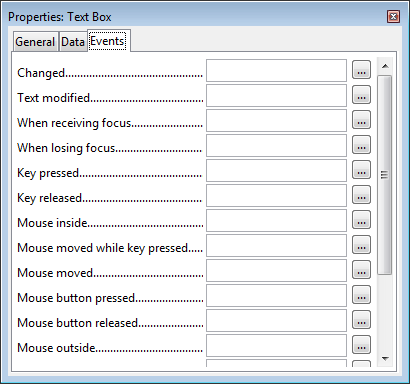 Properties: Text Box
General Data Events
Changed.............................................. ...
Text modified...................................... ...
When receiving focus......................... ...
When losing focus.............................. ...
Key pressed.......................................... ...
Key released......................................... ...
Mouse inside....................................... ...
Mouse moved while key pressed..... ...
Mouse moved..................................... ...
Mouse button pressed....................... ...
Mouse button released...................... ...
Mouse outside.................................... ...